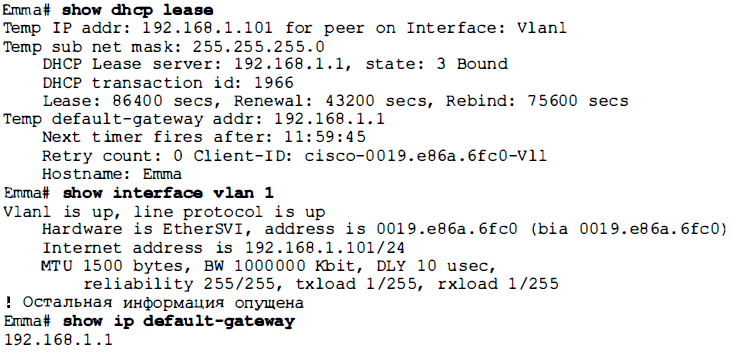 Emma# show dhcp lease
Temp IP addr: 192.168.1.101 for peer on Interface: Vlan1
Temp sub net mask: 255.255.255.0
DHCP Lease server: 192.168.1.1, state: 3 Bound
DHCP transaction id: 1966
Lease: 86400 secs, Renewal: 43200 secs, Rebind: 75600 secs
Temp default-gateway addr: 192.168.1.1
Next timer fires after: 11:59:45
Retry count: 0 Client-ID: cisco-0019.e86a.6fc0-Vl1
Hostname: Emma
Emma# show interface vlan 1
Vlan1 is up, line protocol is up
Hardware is EtherSVI, address is 0019.e86a.6fc0 (bia 0019.e86a.6fc0)
Internet address is 192.168.1.101/24
MTU 1500 bytes, BW 1000000 Kbit, DLY 10 usec,
reliability 255/255, txload 1/255, rxload 1/255
! Остальная информация опущена
Emma# show ip default-gateway
192.168.1.1